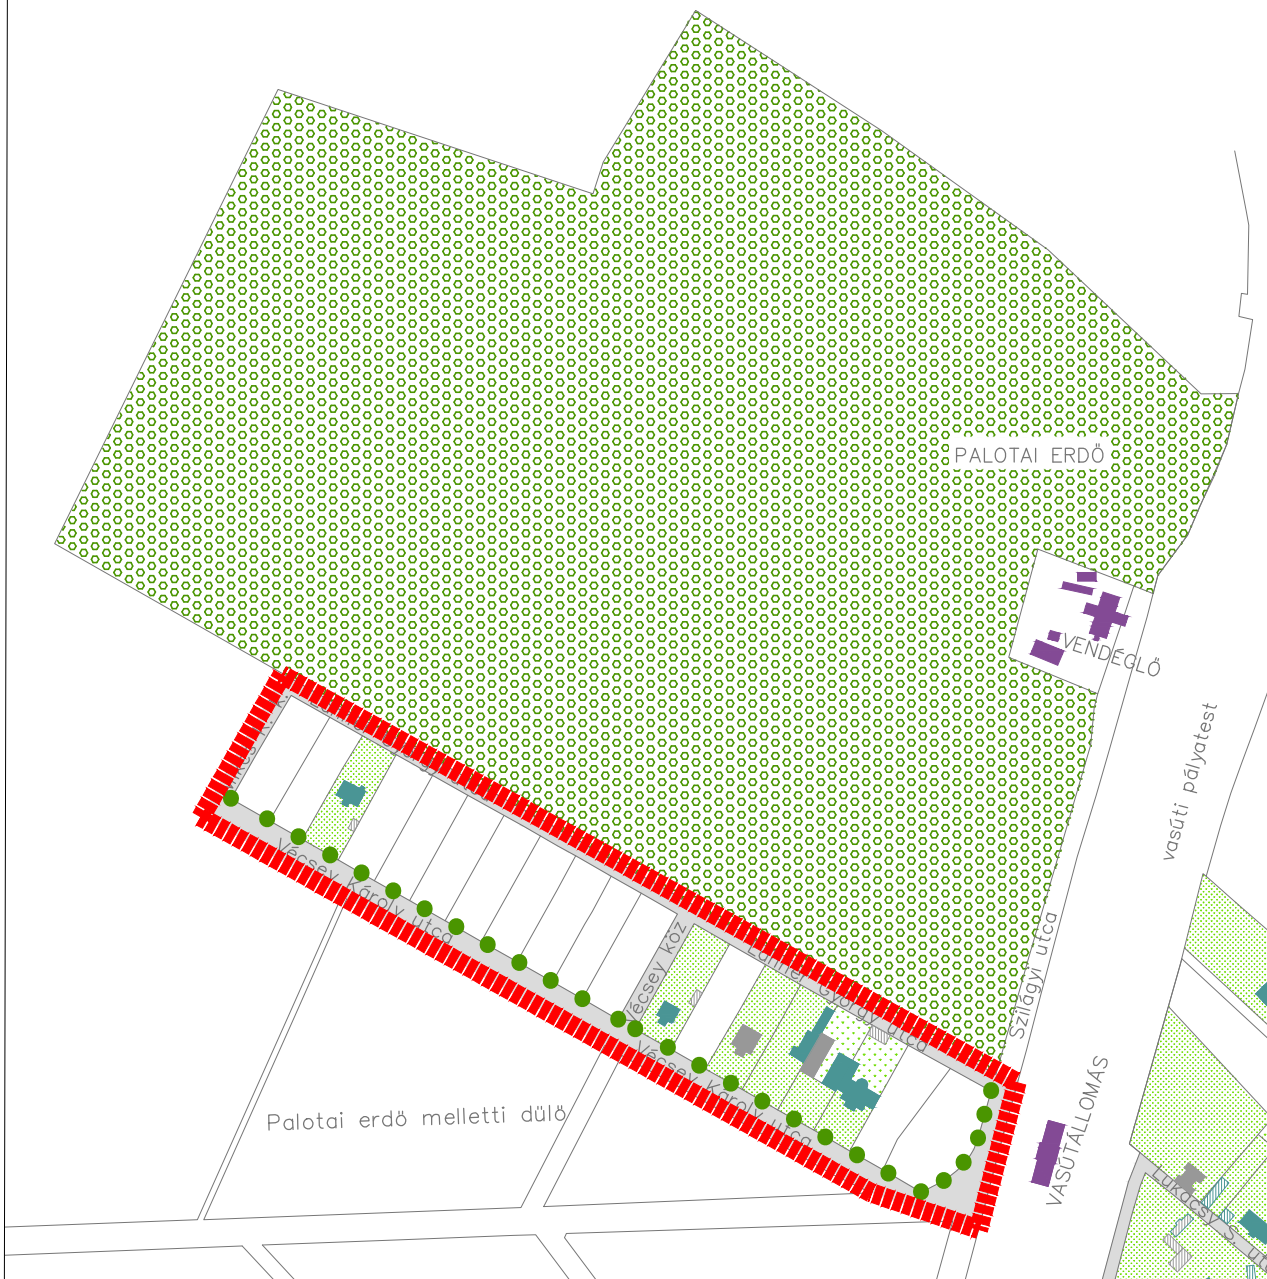 PALOTAI ERDŐ
VENDÉGLŐ
vasúti pályatest
Vécsey Károly utca
Vécsey köz
György utca
Szilágyi utca
Vécsey Károly utca
VASÚTÁLLOMÁS
Palotai erdő melletti dűlő
Lukácsy S.